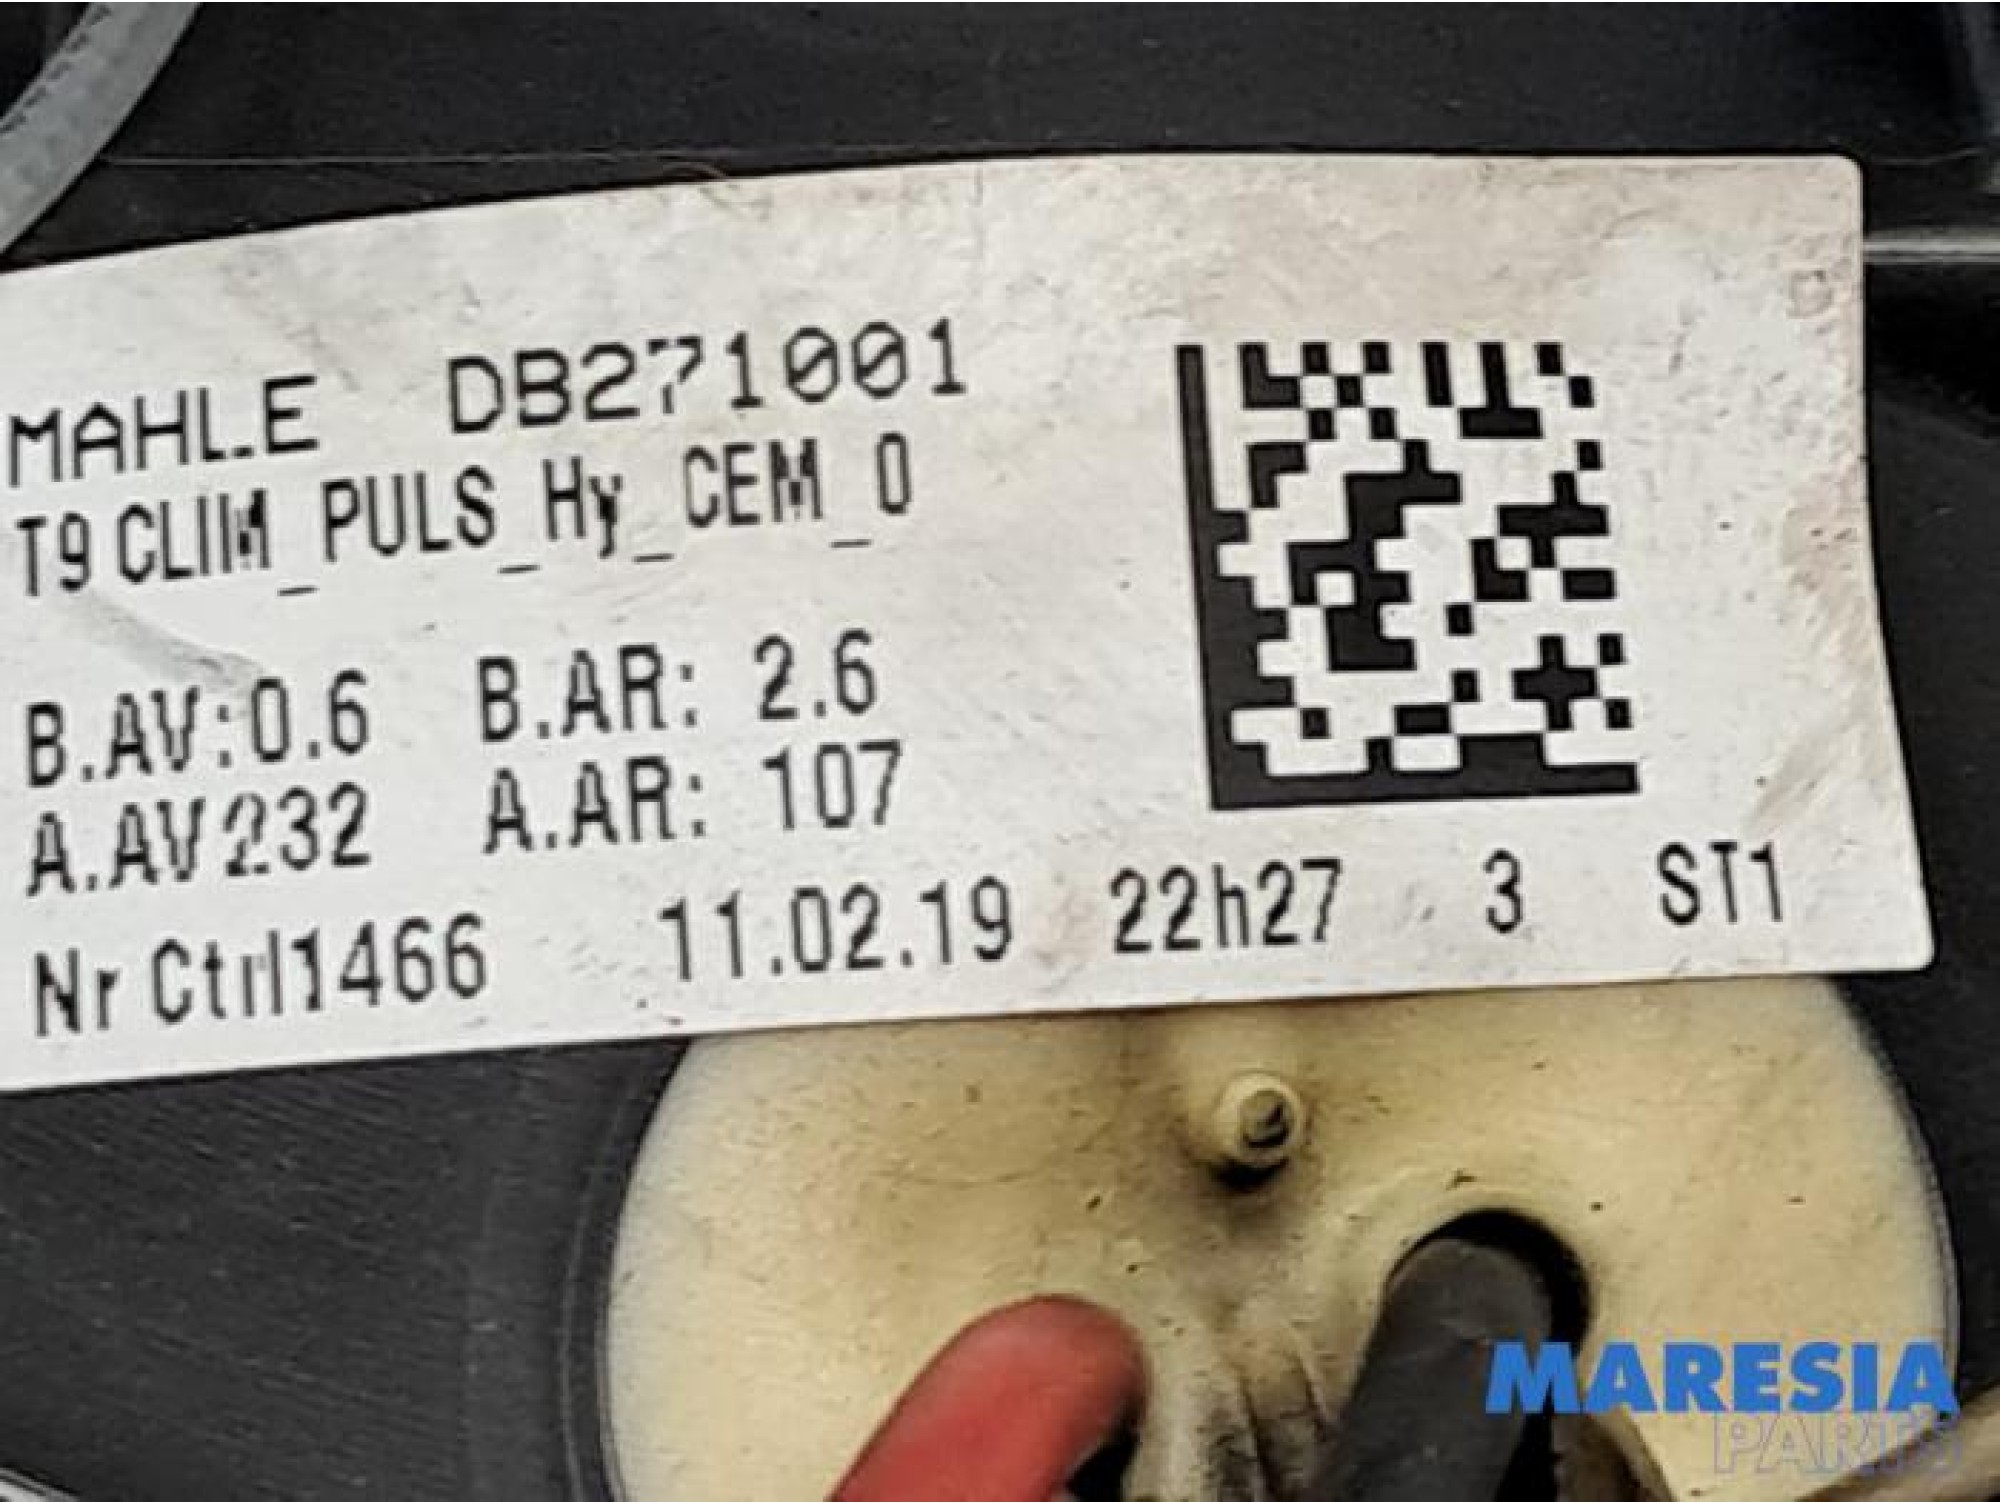 MAHLE DB271001
T9 CLIM_PULS_Hy_CEM_0
B.AV:0.6 B.AR: 2.6
A.AV232 A.AR: 107
Nr Ctrl1466 11.02.19 22h27 3 ST1
MARESIA
PARTS